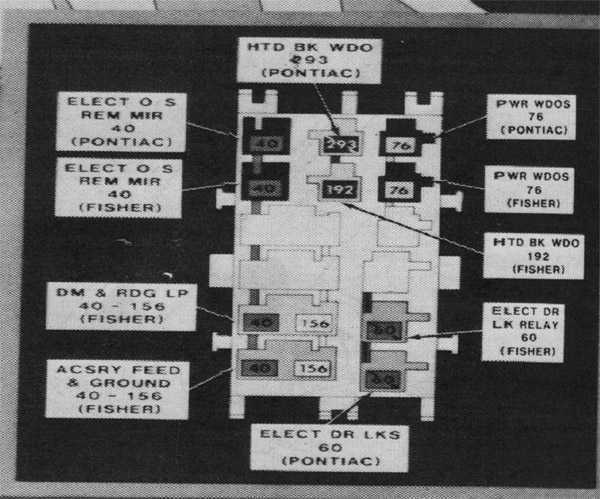 HTD BK WDO
293
(PONTIAC)
ELECT O/S
REM MIR
40
(PONTIAC)
PWR WDOS
76
(PONTIAC)
40
293
76
ELECT O/S
REM MIR
40
(FISHER)
PWR WDOS
76
(FISHER)
40
192
76
HTD BK WDO
192
(FISHER)
DM & RDG LP
40 - 156
(FISHER)
40
156
60
ELECT DR
LK RELAY
60
(FISHER)
ACSRY FEED
& GROUND
40 - 156
(FISHER)
40
156
60
ELECT DR LKS
60
(PONTIAC)